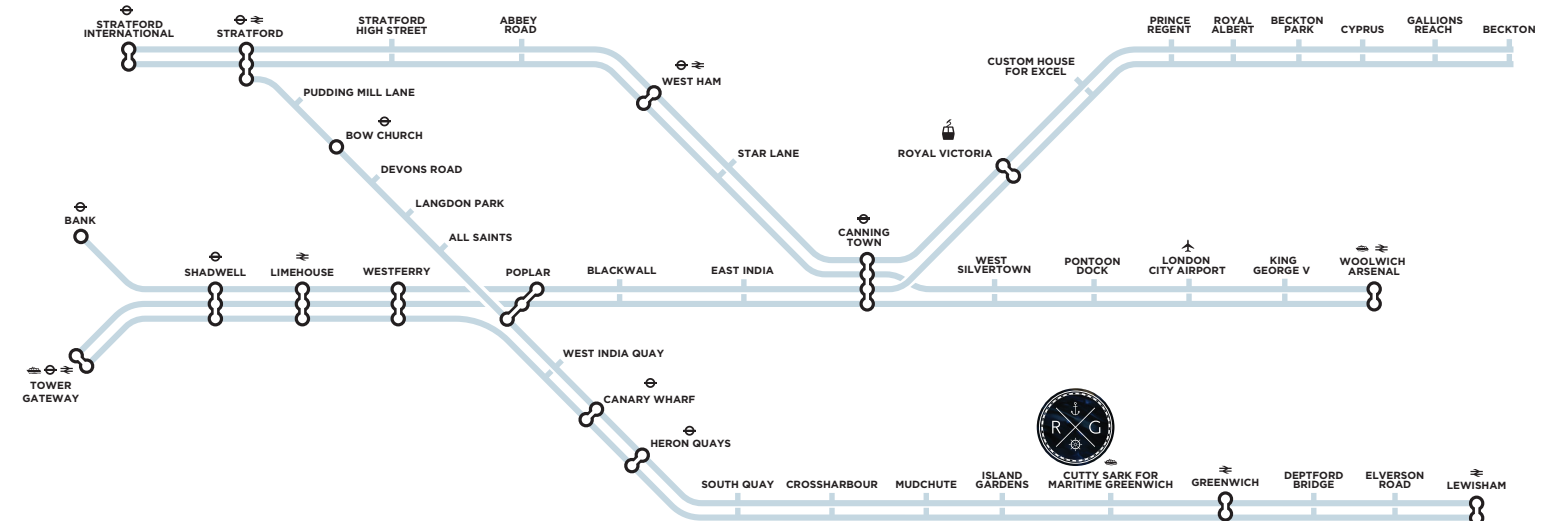 STRATFORD
INTERNATIONAL
STRATFORD
STRATFORD
HIGH STREET
ABBEY
ROAD
WEST HAM
PUDDING MILL LANE
BOW CHURCH
DEVONS ROAD
LANGDON PARK
ALL SAINTS
STAR LANE
CUSTOM HOUSE
FOR EXCEL
PRINCE
REGENT
ROYAL
ALBERT
BECKTON
PARK
CYPRUS
GALLIONS
REACH
BECKTON
ROYAL VICTORIA
BANK
SHADWELL
LIMEHOUSE
WESTFERRY
POPLAR
BLACKWALL
EAST INDIA
CANNING
TOWN
WEST
SILVERTOWN
PONTOON
DOCK
LONDON
CITY AIRPORT
KING
GEORGE V
WOOLWICH
ARSENAL
TOWER
GATEWAY
WEST INDIA QUAY
CANARY WHARF
HERON QUAYS
R G
SOUTH QUAY
CROSSHARBOUR
MUDCHUTE
ISLAND
GARDENS
CUTTY SARK FOR
MARITIME GREENWICH
GREENWICH
DEPTFORD
BRIDGE
ELVERSON
ROAD
LEWISHAM